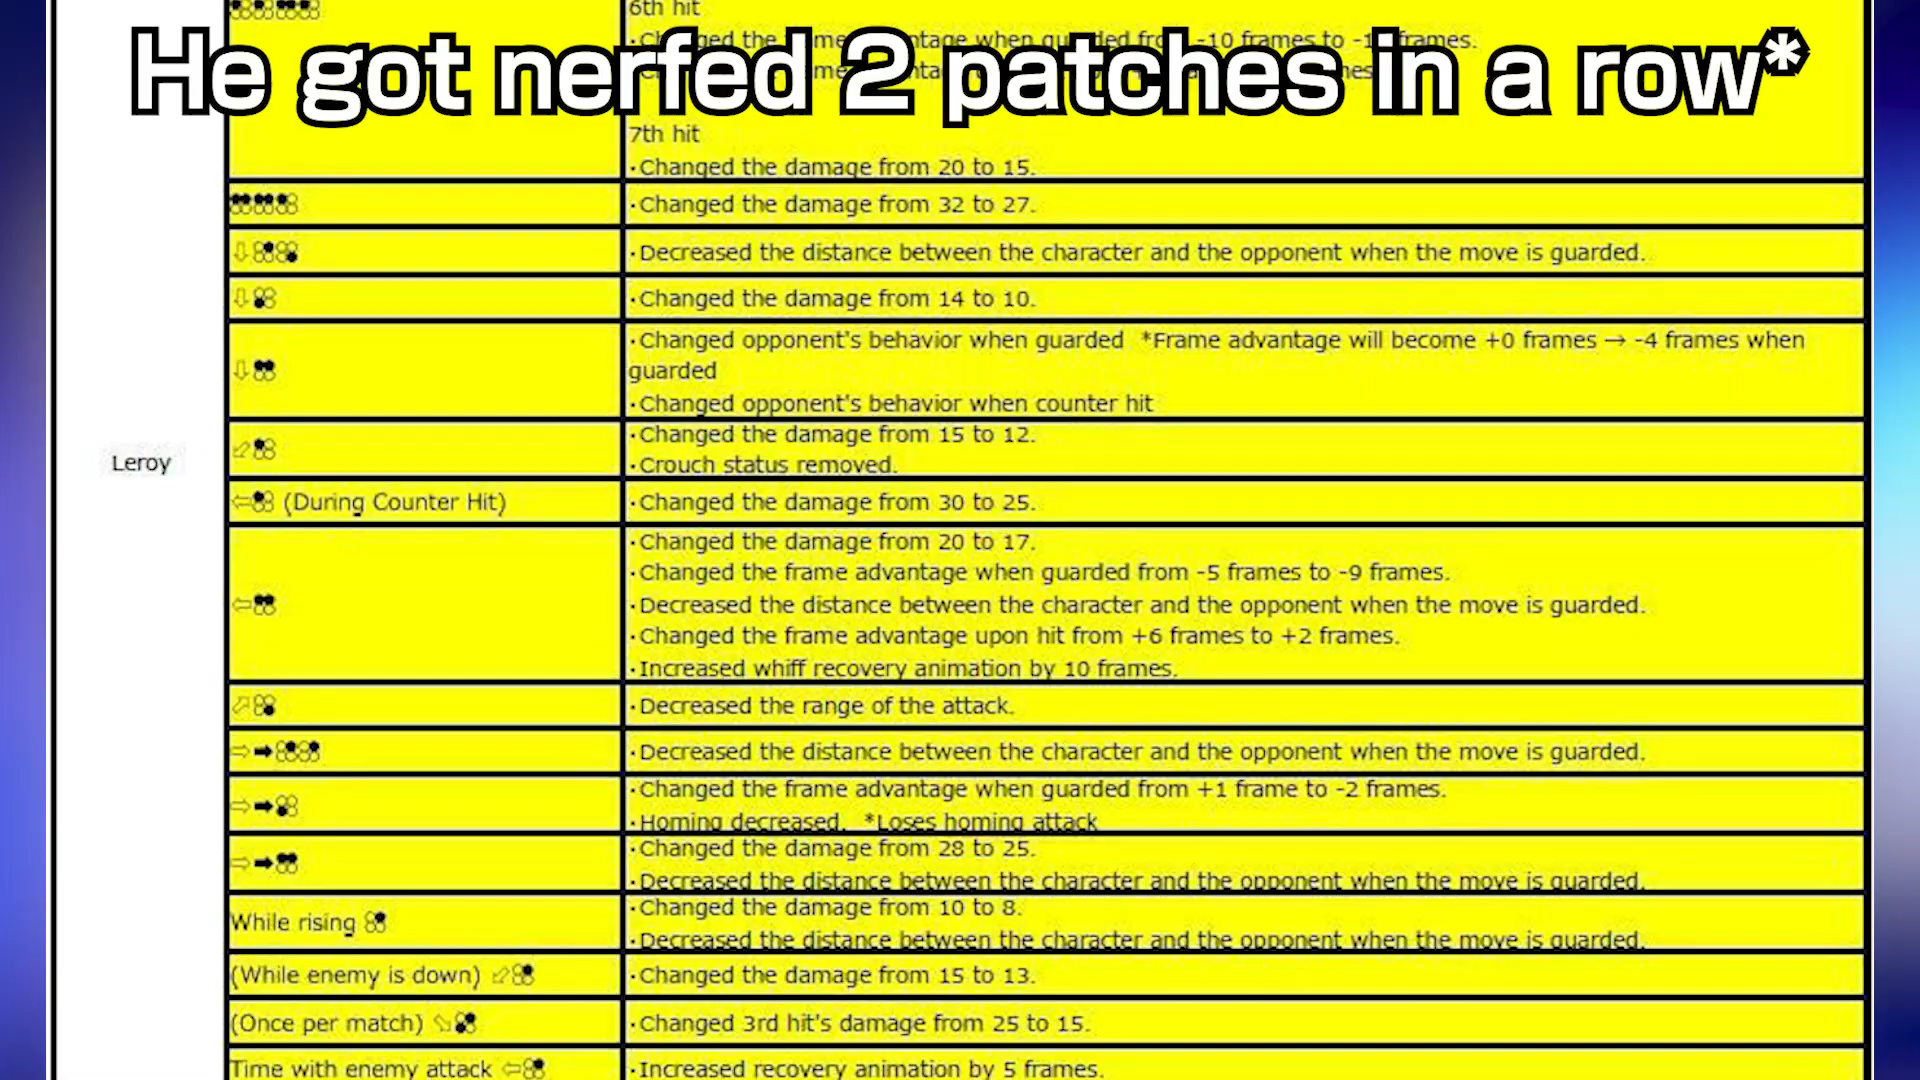 6th hit
He got nerfed 2 patches in a row*
7th hit
·Changed the damage from 20 to 15.
·Changed the damage from 32 to 27.
·Decreased the distance between the character and the opponent when the move is guarded.
·Changed the damage from 14 to 10.
·Changed opponent's behavior when guarded *Frame advantage will become +0 frames → -4 frames when
guarded
·Changed opponent's behavior when counter hit
·Changed the damage from 15 to 12.
·Crouch status removed.
Leroy
(During Counter Hit)
·Changed the damage from 30 to 25.
·Changed the damage from 20 to 17.
·Changed the frame advantage when guarded from -5 frames to -9 frames.
·Decreased the distance between the character and the opponent when the move is guarded.
·Changed the frame advantage upon hit from +6 frames to +2 frames.
·Increased whiff recovery animation by 10 frames.
·Decreased the range of the attack.
·Decreased the distance between the character and the opponent when the move is guarded.
·Changed the frame advantage when guarded from +1 frame to -2 frames.
·Homing decreased. *Loses homing attack
·Changed the damage from 28 to 25.
·Decreased the distance between the character and the opponent when the move is guarded.
While rising
·Changed the damage from 10 to 8.
·Decreased the distance between the character and the opponent when the move is guarded.
(While enemy is down)
·Changed the damage from 15 to 13.
(Once per match)
·Changed 3rd hit's damage from 25 to 15.
Time with enemy attack
·Increased recovery animation by 5 frames.